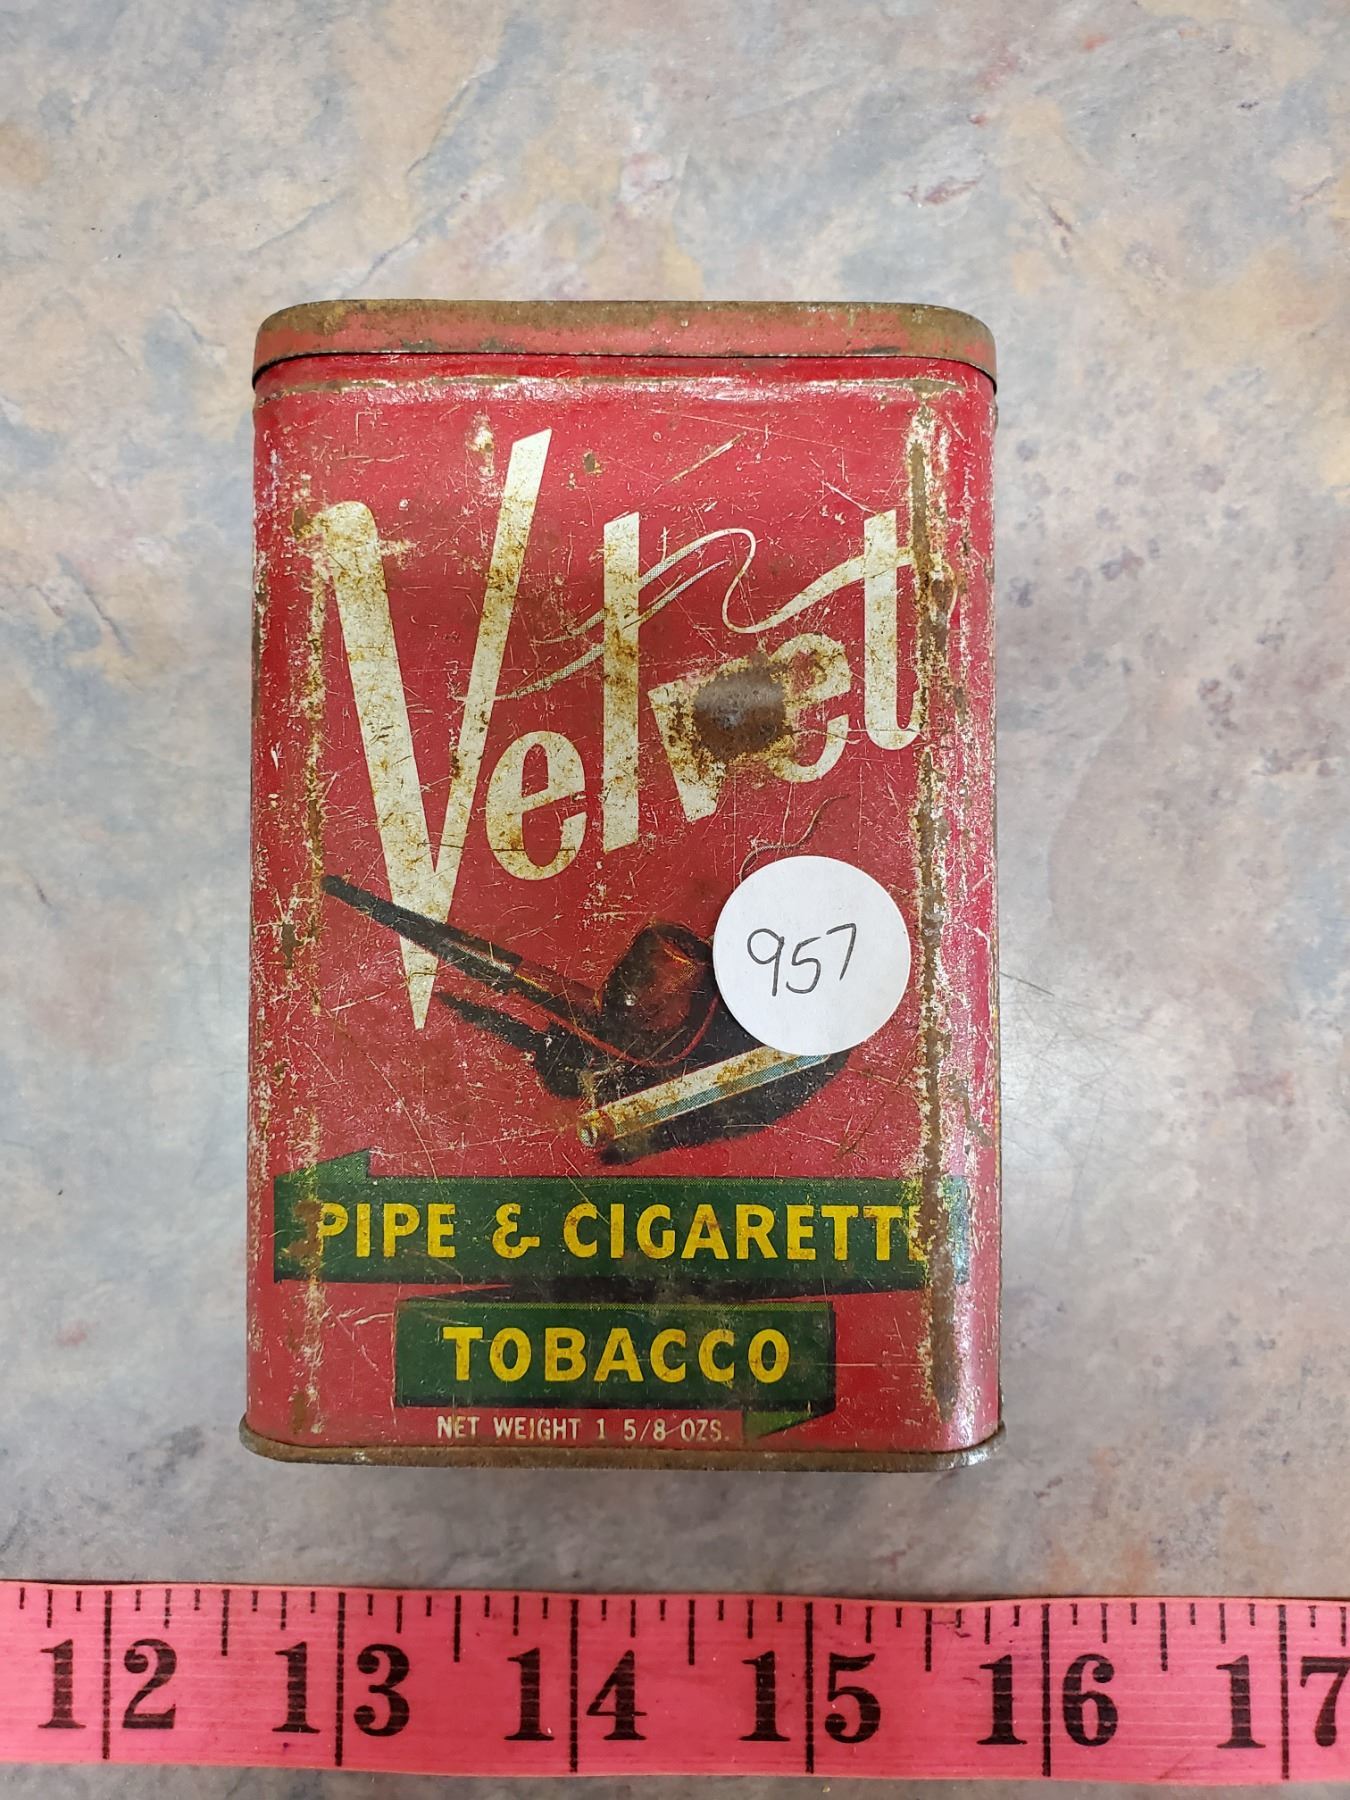 Velvet
957
PIPE & CIGARETTE
TOBACCO
NET WEIGHT 1 5/8 OZS.
12 13 14 15 16 17